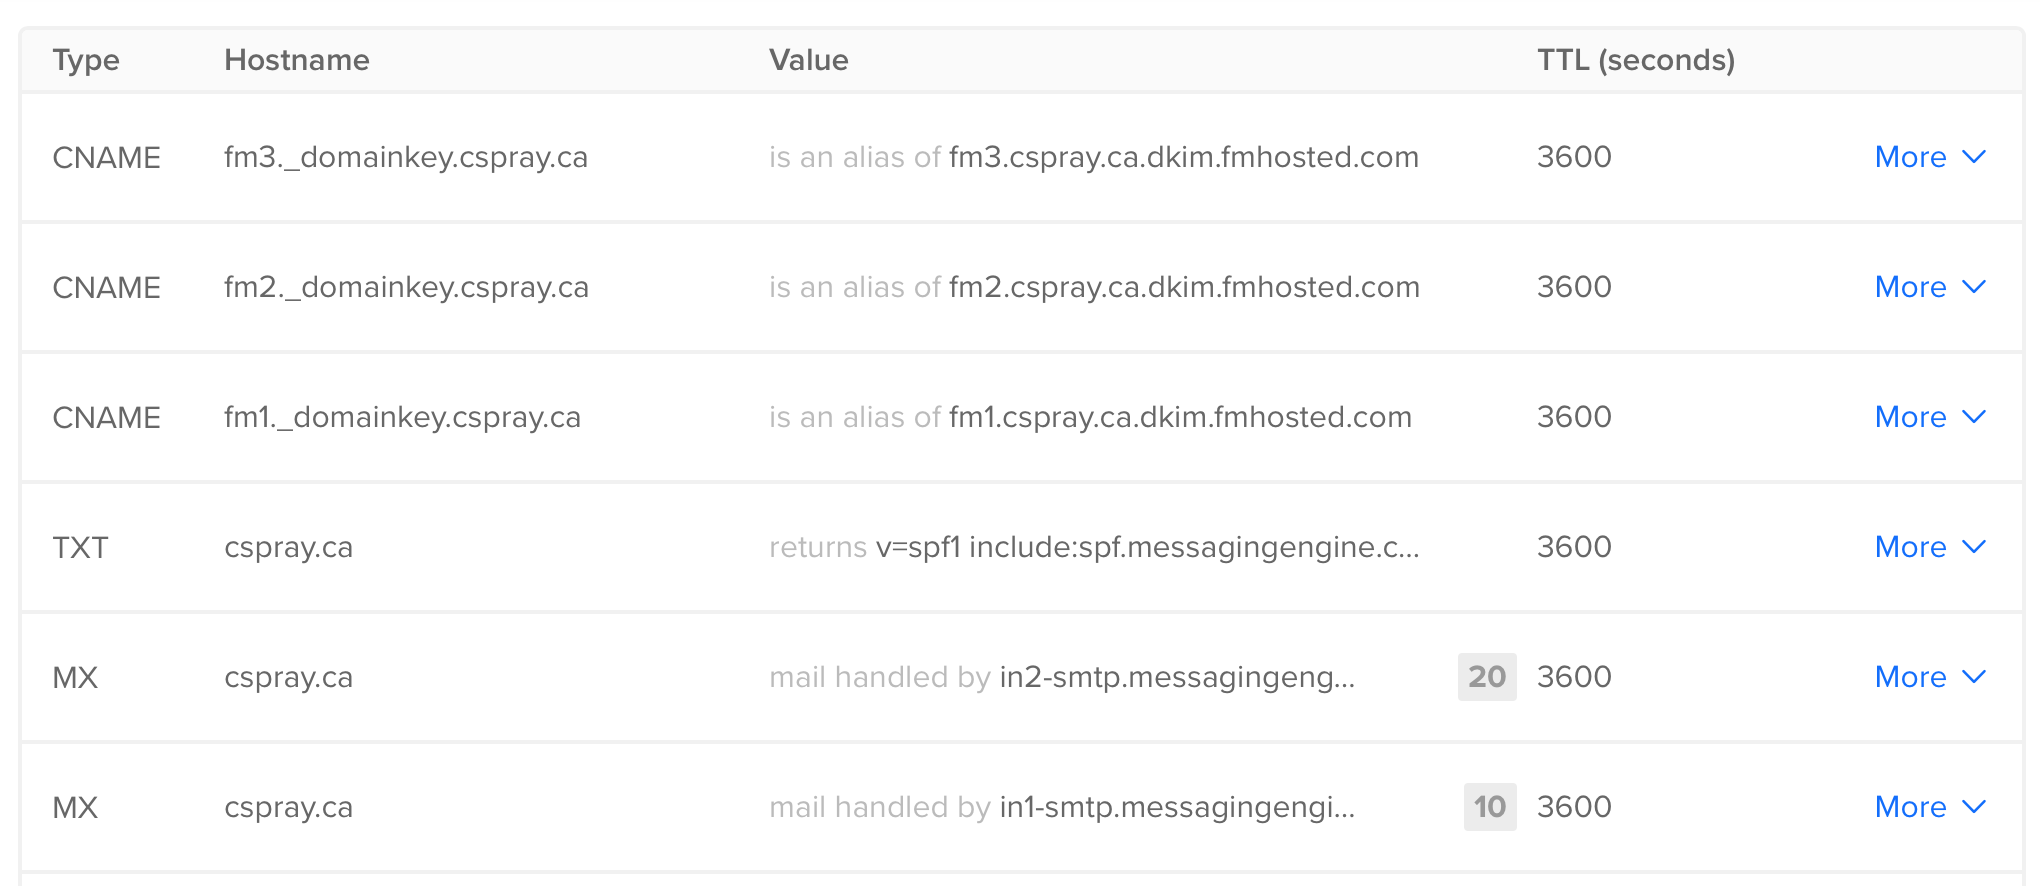 Type Hostname Value TTL (seconds)
CNAME fm3._domainkey.cspray.ca is an alias of fm3.cspray.ca.dkim.fmhosted.com 3600 More
CNAME fm2._domainkey.cspray.ca is an alias of fm2.cspray.ca.dkim.fmhosted.com 3600 More
CNAME fm1._domainkey.cspray.ca is an alias of fm1.cspray.ca.dkim.fmhosted.com 3600 More
TXT cspray.ca returns v=spf1 include:spf.messagingengine.c... 3600 More
MX cspray.ca mail handled by in2-smtp.messagingeng... 20 3600 More
MX cspray.ca mail handled by in1-smtp.messagingengi... 10 3600 More